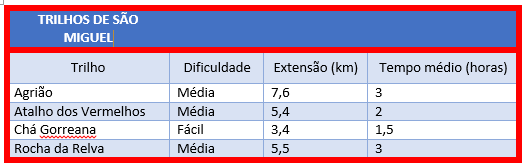 TRILHOS DE SÃO
MIGUEL
Trilho Dificuldade Extensão (km) Tempo médio (horas)
Agrião Média 7,6 3
Atalho dos Vermelhos Média 5,4 2
Chá Gorreana Fácil 3,4 1,5
Rocha da Relva Média 5,5 3